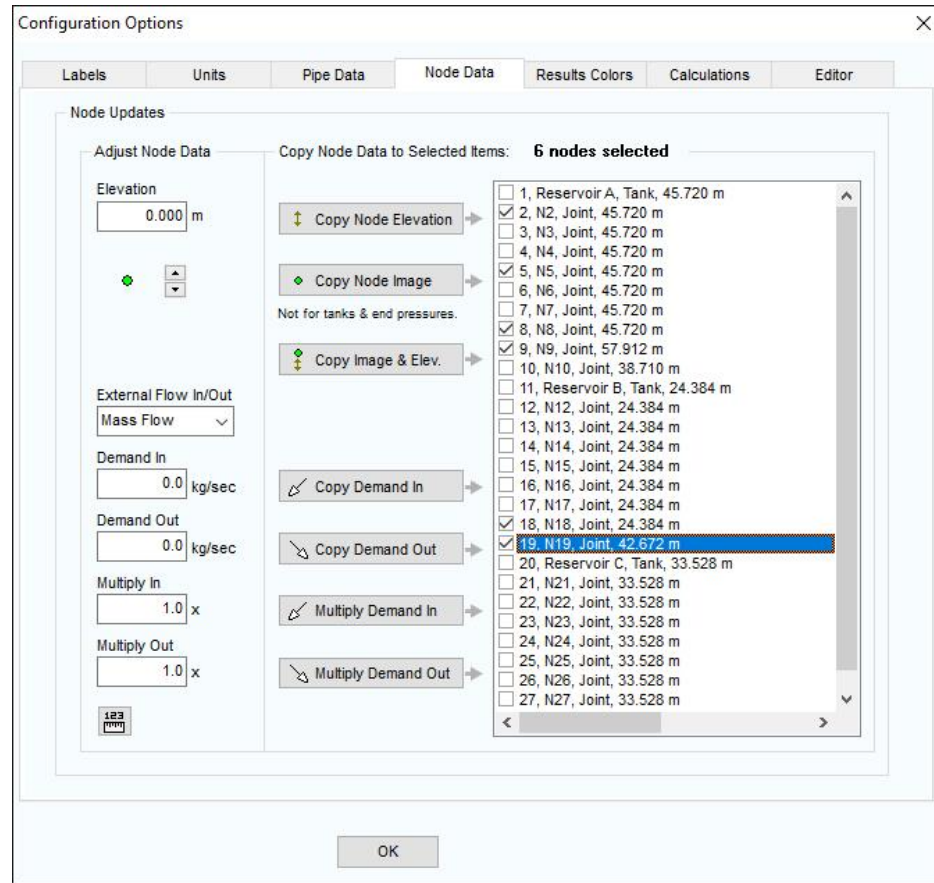 Configuration Options
Labels
Units
Pipe Data
Node Data
Results Colors
Calculations
Editor
Node Updates
Adjust Node Data
Elevation
0.000 m
External Flow In/Out
Mass Flow
Demand In
0.0 kg/sec
Demand Out
0.0 kg/sec
Multiply In
1.0 x
Multiply Out
1.0 x
123
Copy Node Data to Selected Items: 6 nodes selected
Copy Node Elevation
Copy Node Image
Not for tanks & end pressures.
Copy Image & Elev.
Copy Demand In
Copy Demand Out
Multiply Demand In
Multiply Demand Out
1, Reservoir A, Tank, 45.720 m
2, N2, Joint, 45.720 m
3, N3, Joint, 45.720 m
4, N4, Joint, 45.720 m
5, N5, Joint, 45.720 m
6, N6, Joint, 45.720 m
7, N7, Joint, 45.720 m
8, N8, Joint, 45.720 m
9, N9, Joint, 57.912 m
10, N10, Joint, 38.710 m
11, Reservoir B, Tank, 24.384 m
12, N12, Joint, 24.384 m
13, N13, Joint, 24.384 m
14, N14, Joint, 24.384 m
15, N15, Joint, 24.384 m
16, N16, Joint, 24.384 m
17, N17, Joint, 24.384 m
18, N18, Joint, 24.384 m
19, N19, Joint, 42.672 m
20, Reservoir C, Tank, 33.528 m
21, N21, Joint, 33.528 m
22, N22, Joint, 33.528 m
23, N23, Joint, 33.528 m
24, N24, Joint, 33.528 m
25, N25, Joint, 33.528 m
26, N26, Joint, 33.528 m
27, N27, Joint, 33.528 m
OK